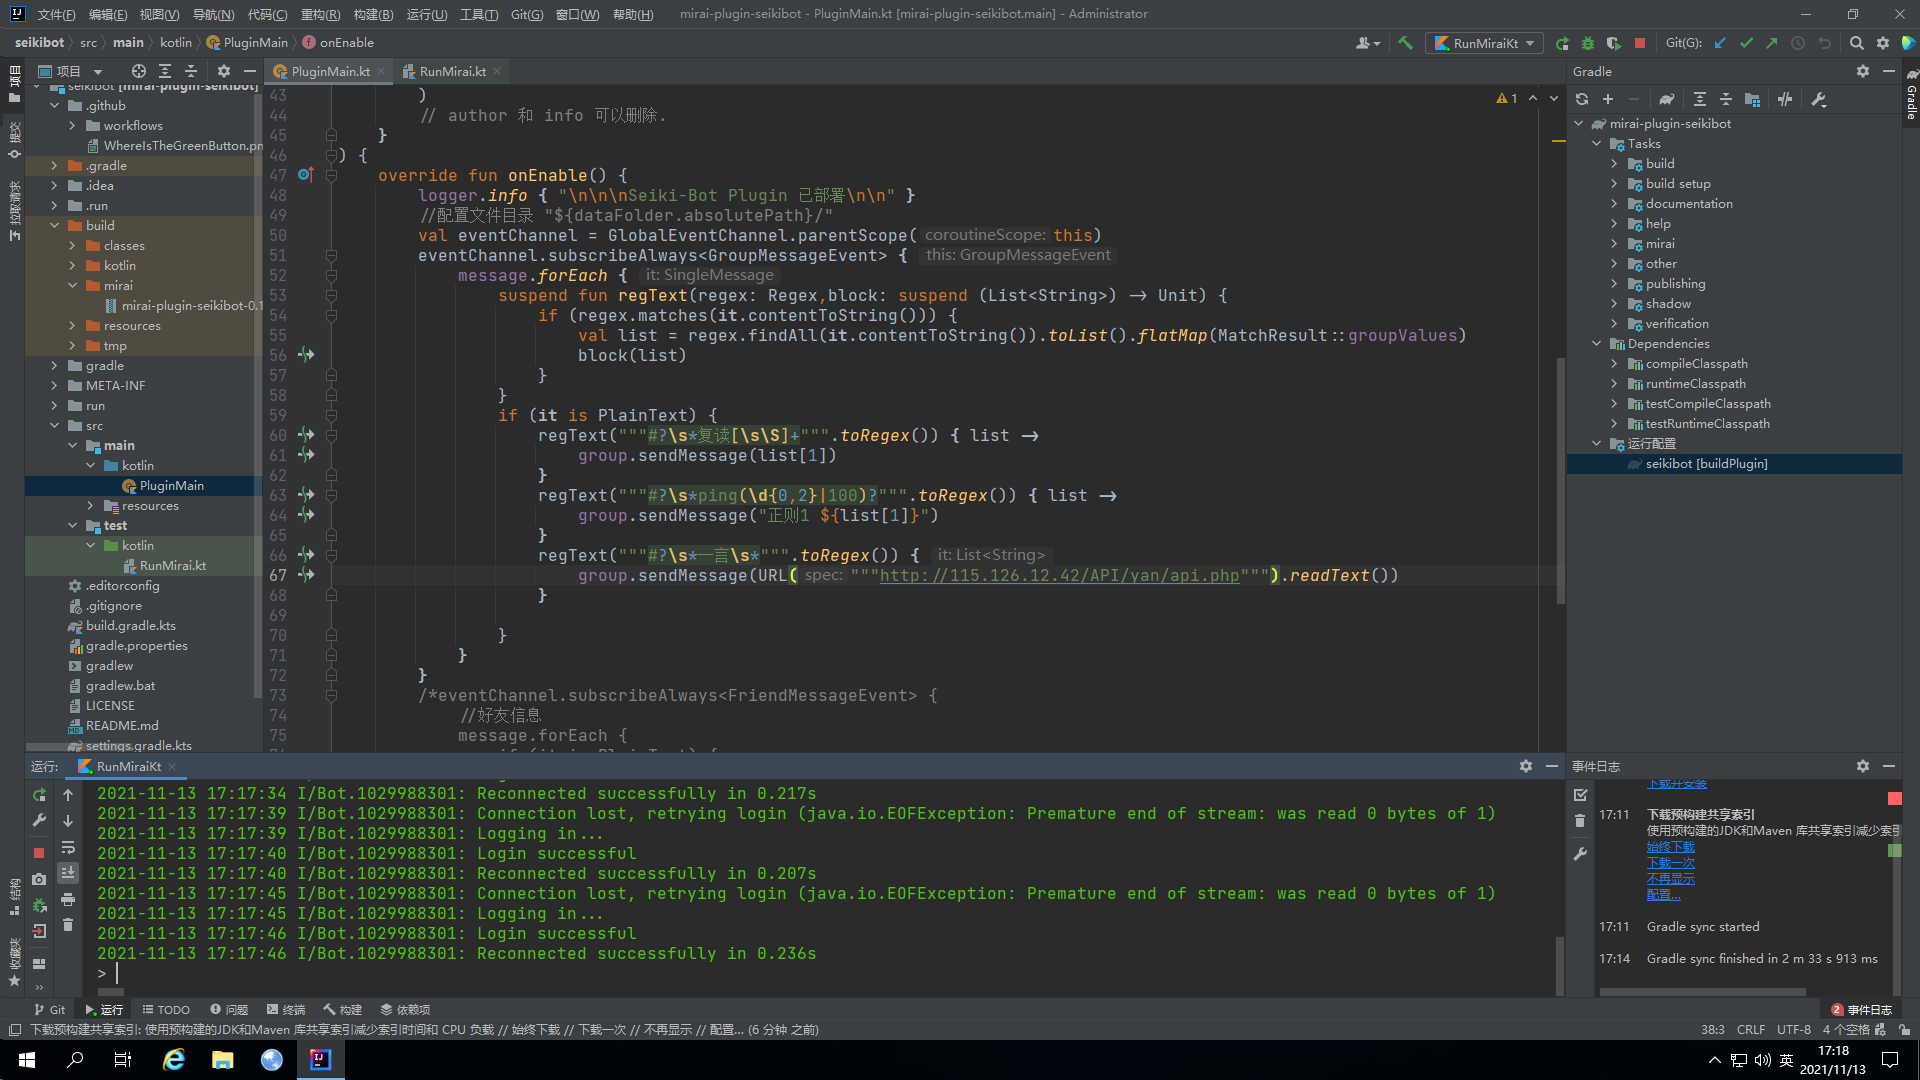 文件(F) 编辑(E) 视图(V) 导航(N) 代码(C) 重构(R) 构建(B) 运行(U) 工具(T) Git(G) 窗口(W) 帮助(H) mirai-plugin-seikibot - PluginMain.kt [mirai-plugin-seikibot.main] - Administrator
seikibot src main kotlin PluginMain onEnable RunMiraiKt Git(G):
项目 PluginMain.kt RunMirai.kt Gradle
seikibot [mirai-plugin-seikibot]
.github
workflows
WhereIsTheGreenButton.pn
.gradle
.idea
.run
build
classes
kotlin
mirai
mirai-plugin-seikibot-0.1
resources
tmp
gradle
META-INF
run
src
main
kotlin
PluginMain
resources
test
kotlin
RunMirai.kt
.editorconfig
.gitignore
build.gradle.kts
gradle.properties
gradlew
gradlew.bat
LICENSE
README.md
settings.gradle.kts
项目
提交
拉取请求
结构
收藏夹
1
43 )
44 // author 和 info 可以删除.
45 }
46 ) {
47 override fun onEnable() {
48 logger.info { "\n\n\nSeiki-Bot Plugin 已部署\n\n" }
49 //配置文件目录 "${dataFolder.absolutePath}/"
50 val eventChannel = GlobalEventChannel.parentScope( coroutineScope: this)
51 eventChannel.subscribeAlways<GroupMessageEvent> { this: GroupMessageEvent
52 message.forEach { it: SingleMessage
53 suspend fun regText(regex: Regex,block: suspend (List<String>) -> Unit) {
54 if (regex.matches(it.contentToString())) {
55 val list = regex.findAll(it.contentToString()).toList().flatMap(MatchResult::groupValues)
56 block(list)
57 }
58 }
59 if (it is PlainText) {
60 regText("""#?\s*复读[\s\S]+""".toRegex()) { list ->
61 group.sendMessage(list[1])
62 }
63 regText("""#?\s*ping(\d{0,2}|100)?""".toRegex()) { list ->
64 group.sendMessage("正则1 ${list[1]}")
65 }
66 regText("""#?\s*一言\s*""".toRegex()) { it: List<String>
67 group.sendMessage(URL( spec: """http://115.126.12.42/API/yan/api.php""").readText())
68 }
69
70 }
71 }
72 }
73 /*eventChannel.subscribeAlways<FriendMessageEvent> {
74 //好友信息
75 message.forEach {
mirai-plugin-seikibot
Tasks
build
build setup
documentation
help
mirai
other
publishing
shadow
verification
Dependencies
compileClasspath
runtimeClasspath
testCompileClasspath
testRuntimeClasspath
运行配置
seikibot [buildPlugin]
Gradle
运行: RunMiraiKt
2021-11-13 17:17:34 I/Bot.1029988301: Reconnected successfully in 0.217s
2021-11-13 17:17:39 I/Bot.1029988301: Connection lost, retrying login (java.io.EOFException: Premature end of stream: was read 0 bytes of 1)
2021-11-13 17:17:39 I/Bot.1029988301: Logging in...
2021-11-13 17:17:40 I/Bot.1029988301: Login successful
2021-11-13 17:17:40 I/Bot.1029988301: Reconnected successfully in 0.207s
2021-11-13 17:17:45 I/Bot.1029988301: Connection lost, retrying login (java.io.EOFException: Premature end of stream: was read 0 bytes of 1)
2021-11-13 17:17:45 I/Bot.1029988301: Logging in...
2021-11-13 17:17:46 I/Bot.1029988301: Login successful
2021-11-13 17:17:46 I/Bot.1029988301: Reconnected successfully in 0.236s
>
事件日志
下载并安装
17:11 下载预构建共享索引
使用预构建的JDK和Maven 库共享索引减少索引
始终下载
下载一次
不再显示
配置...
17:11 Gradle sync started
17:14 Gradle sync finished in 2 m 33 s 913 ms
Git 运行 TODO 问题 终端 构建 依赖项 2 事件日志
下载预构建共享索引: 使用预构建的JDK和Maven 库共享索引减少索引时间和 CPU 负载 // 始终下载 // 下载一次 // 不再显示 // 配置... (6 分钟 之前) 38:3 CRLF UTF-8 4 个空格
英 17:18
2021/11/13